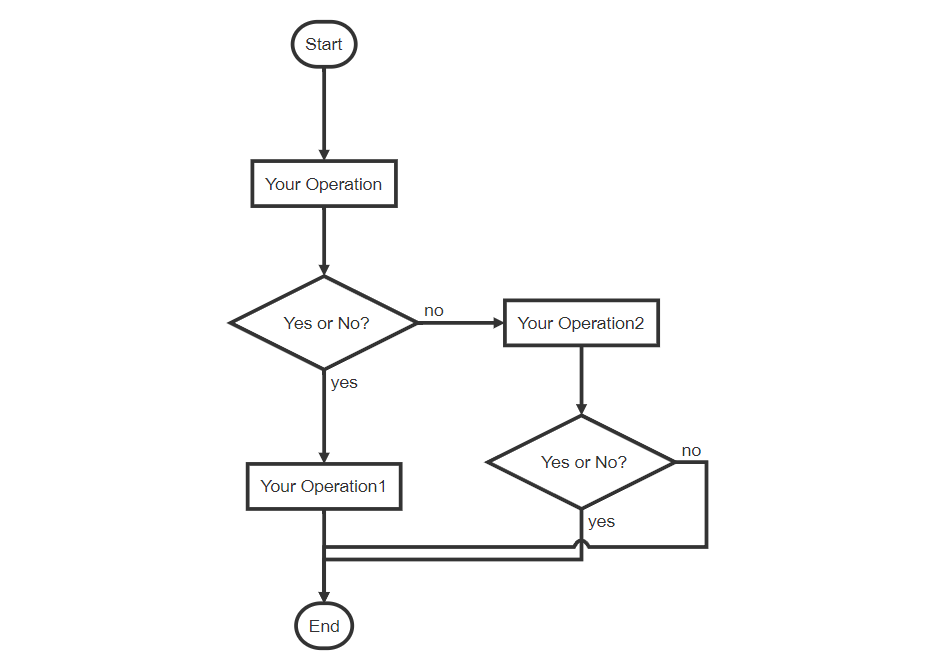 Start
Your Operation
Yes or No?
no
Your Operation2
yes
Yes or No?
no
Your Operation1
yes
End